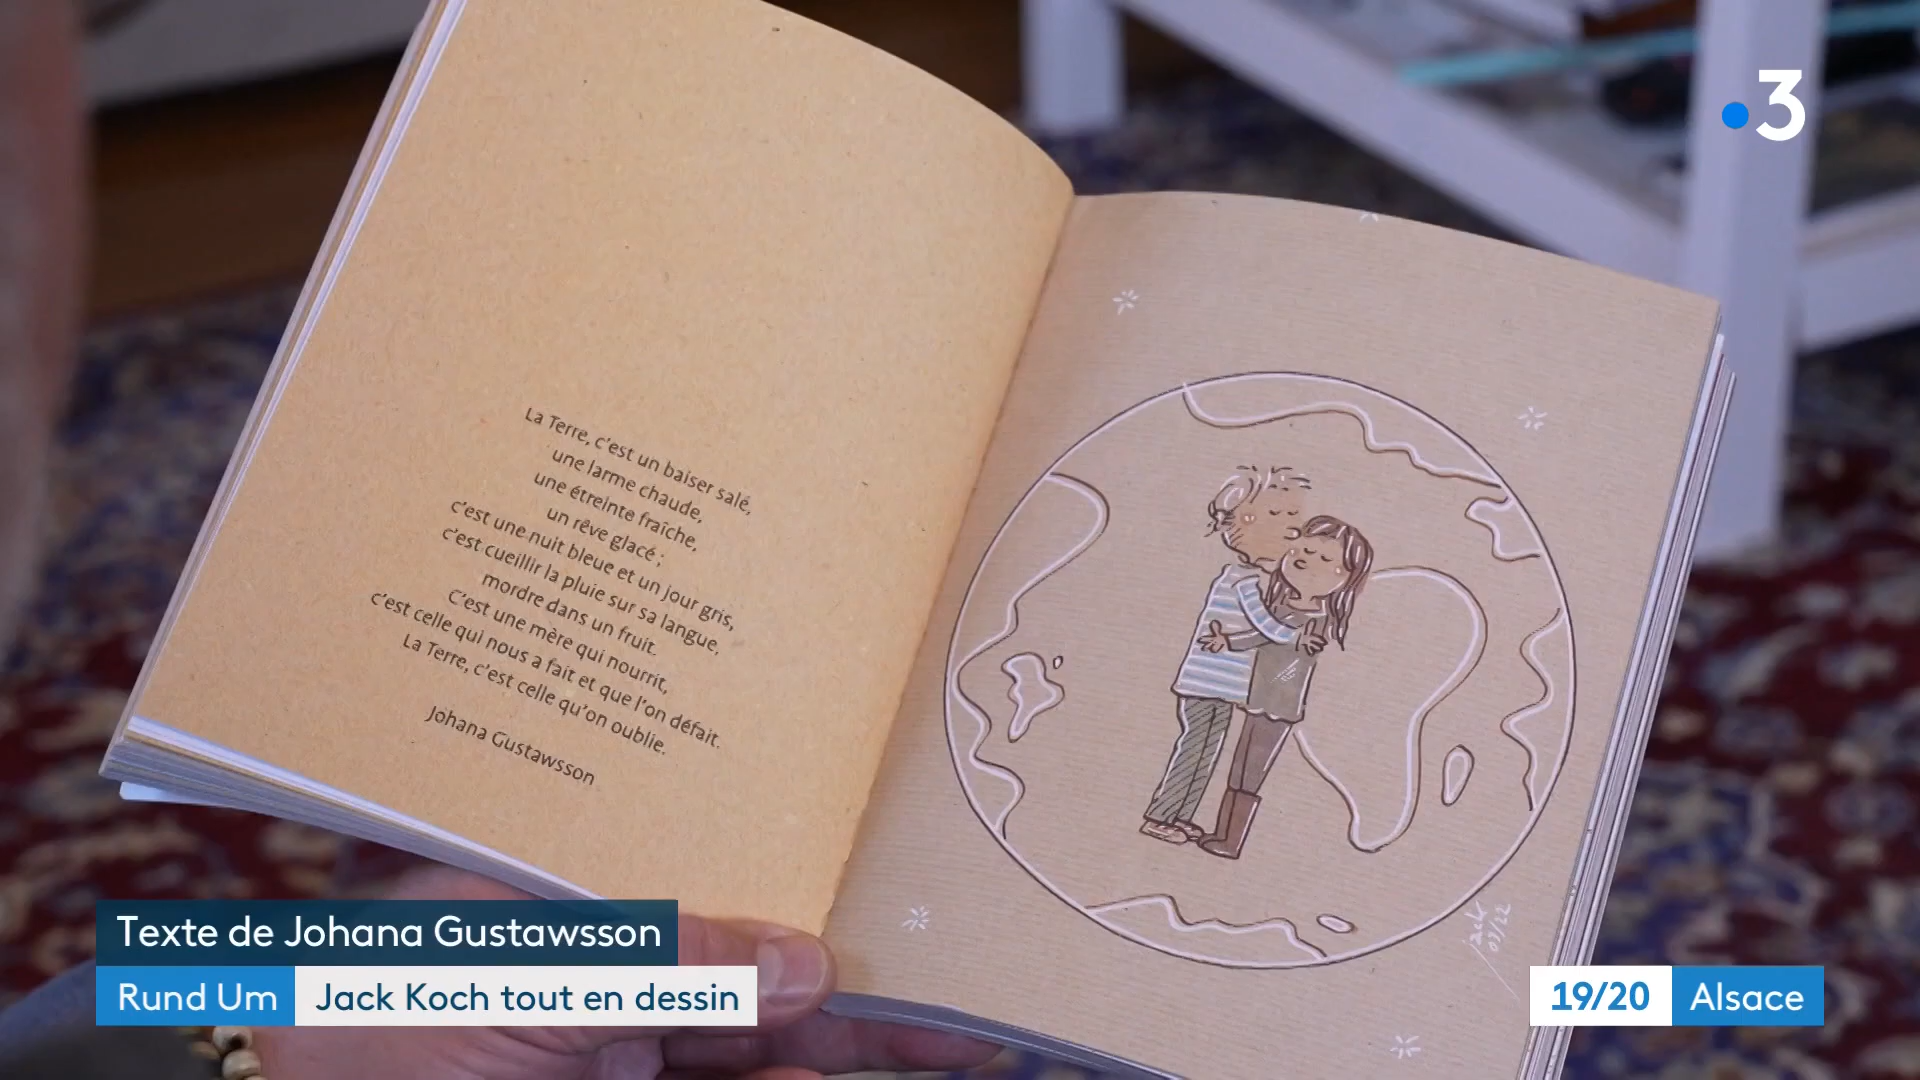 3
La Terre, c'est un baiser salé,
une larme chaude,
une étreinte fraîche,
un rêve glacé ;
c'est une nuit bleue et un jour gris,
c'est cueillir la pluie sur sa langue,
mordre dans un fruit.
C'est une mère qui nourrit,
c'est celle qui nous a fait et que l'on défait.
La Terre, c'est celle qu'on oublie.
Johana Gustawsson
jack
Texte de Johana Gustawsson
Rund Um
Jack Koch tout en dessin
19/20
Alsace